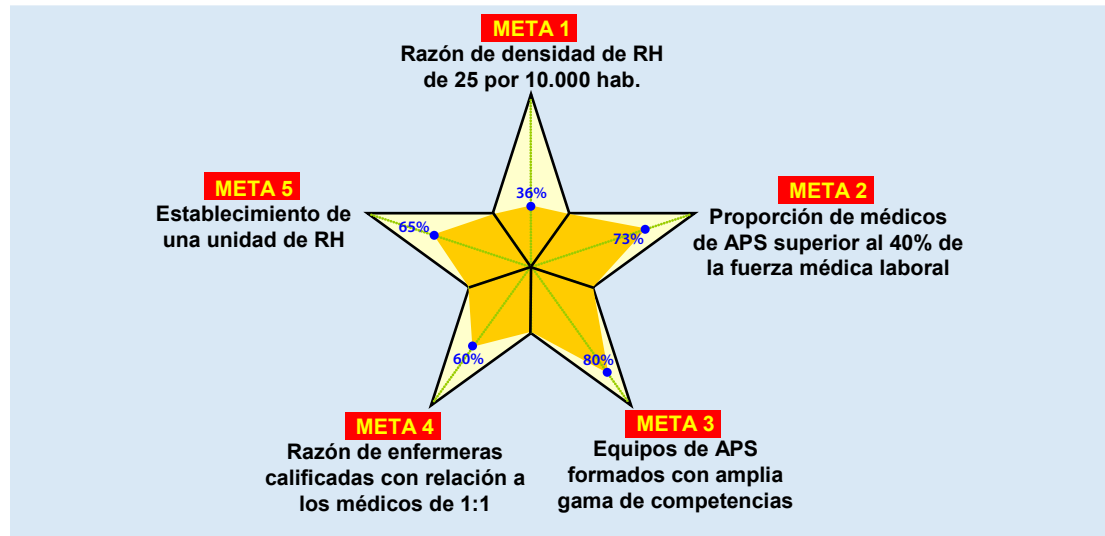 META 1
Razón de densidad de RH
de 25 por 10.000 hab.
36%
META 2
Proporción de médicos
de APS superior al 40% de
la fuerza médica laboral
73%
META 5
Establecimiento de
una unidad de RH
65%
60%
80%
META 4
Razón de enfermeras
calificadas con relación a
los médicos de 1:1
META 3
Equipos de APS
formados con amplia
gama de competencias